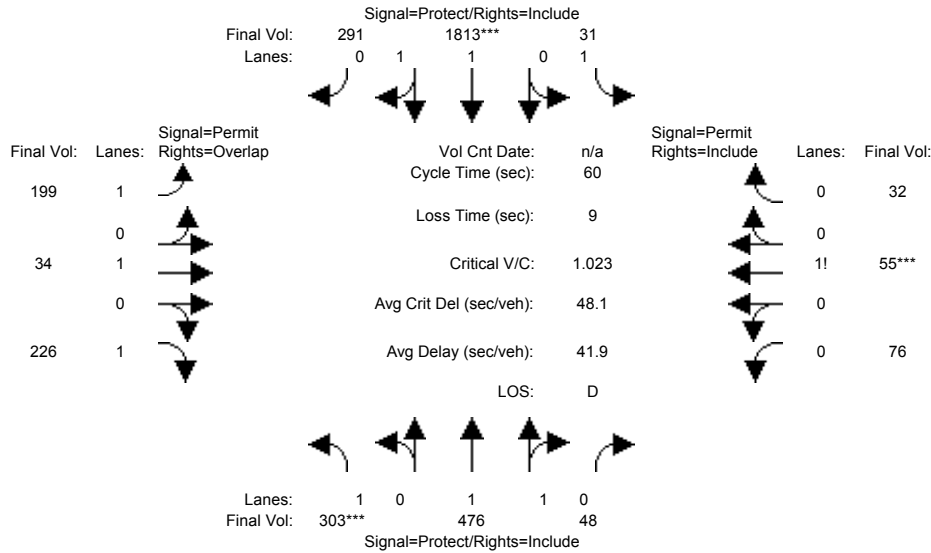 Signal=Protect/Rights=Include
Final Vol: 291 1813*** 31
Lanes: 0 1 1 0 1
Signal=Permit
Final Vol: Lanes: Rights=Overlap
Vol Cnt Date: n/a
Signal=Permit
Rights=Include Lanes: Final Vol:
Cycle Time (sec): 60
199 1
0 32
Loss Time (sec): 9
0
0
34 1
Critical V/C: 1.023
1! 55***
0
Avg Crit Del (sec/veh): 48.1
0
226 1
Avg Delay (sec/veh): 41.9
0 76
LOS: D
Lanes: 1 0 1 1 0
Final Vol: 303*** 476 48
Signal=Protect/Rights=Include